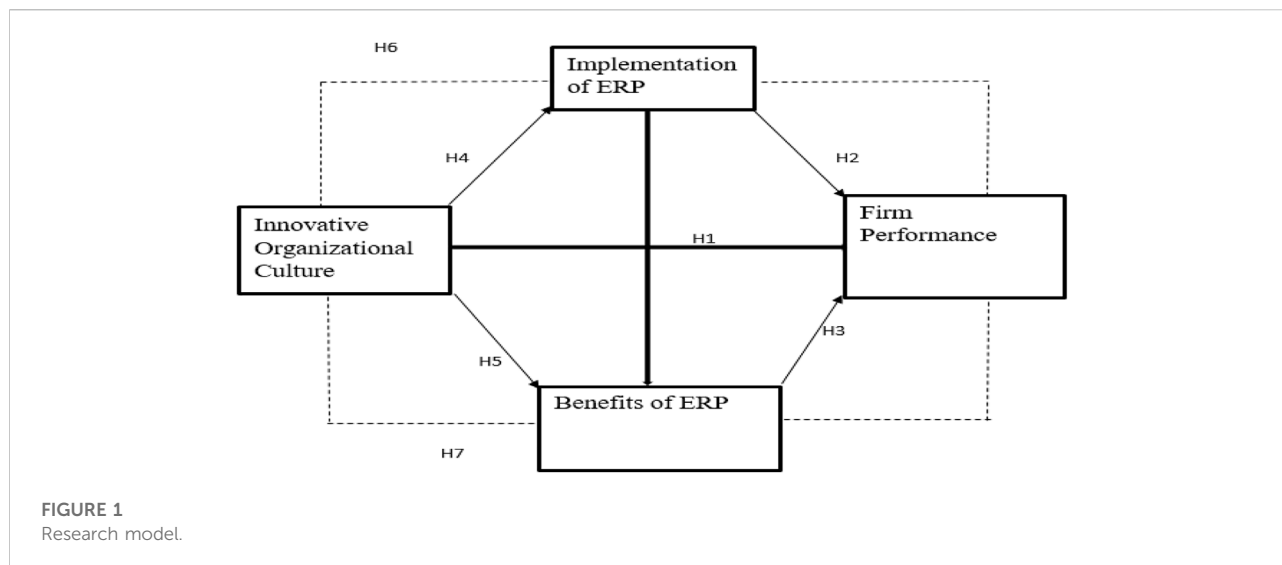 H6
Implementation
of ERP
H4
H2
Innovative
Organizational
Culture
Firm
Performance
H1
H5
H3
Benefits of ERP
H7
FIGURE 1
Research model.